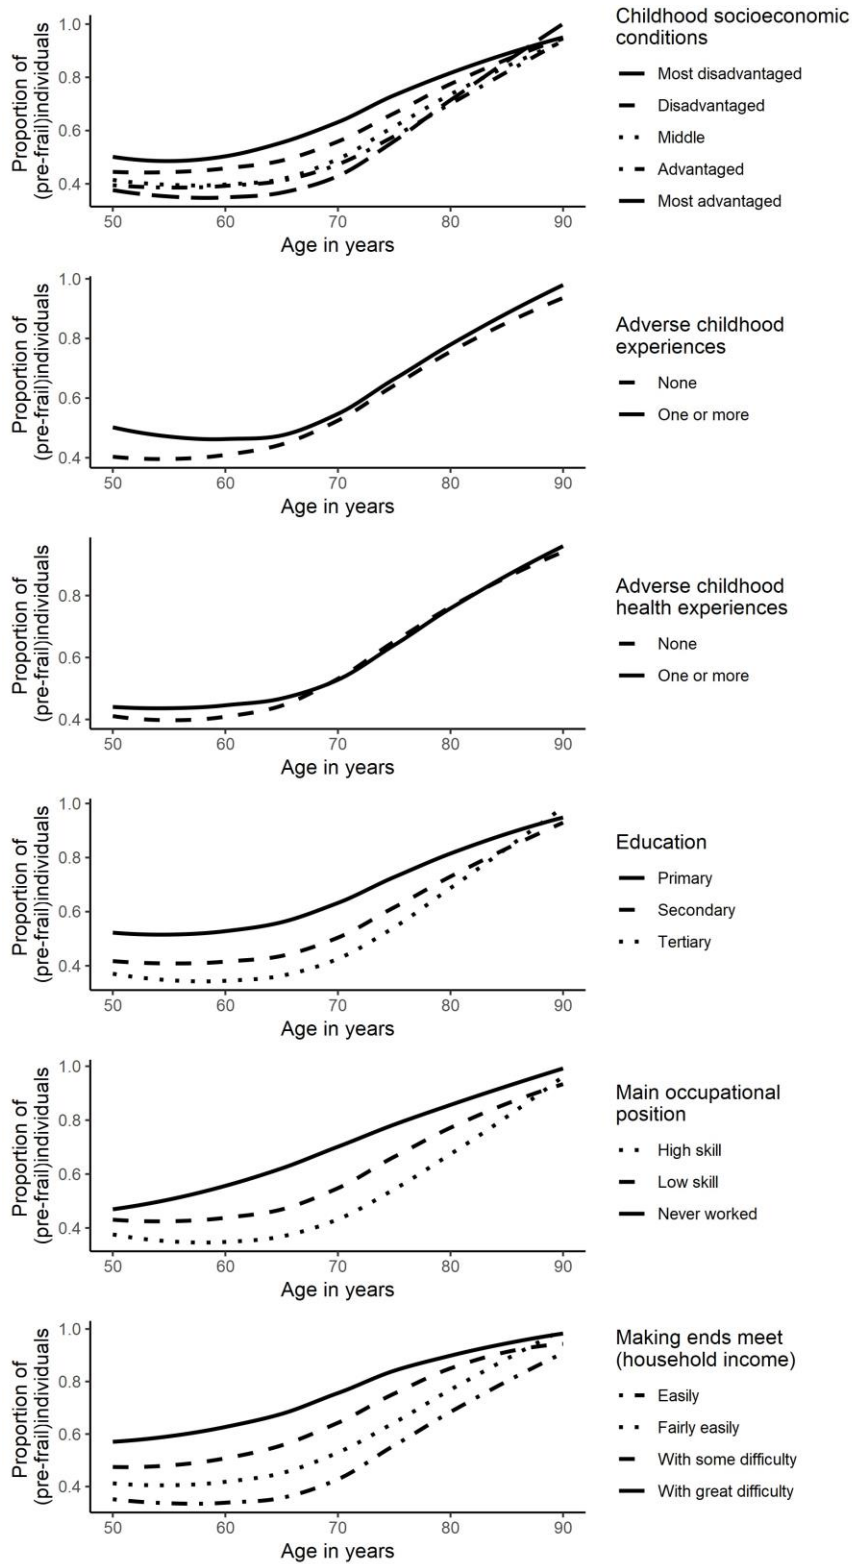 Proportion of
(pre-frail)individuals
1.0
0.8
0.6
0.4
50 60 70 80 90
Age in years
Childhood socioeconomic
conditions
Most disadvantaged
Disadvantaged
Middle
Advantaged
Most advantaged
Proportion of
(pre-frail)individuals
1.0
0.8
0.6
0.4
50 60 70 80 90
Age in years
Adverse childhood
experiences
None
One or more
Proportion of
(pre-frail)individuals
0.8
0.6
0.4
50 60 70 80 90
Age in years
Adverse childhood
health experiences
None
One or more
Proportion of
(pre-frail)individuals
1.0
0.8
0.6
0.4
50 60 70 80 90
Age in years
Education
Primary
Secondary
Tertiary
Proportion of
(pre-frail)individuals
1.0
0.8
0.6
0.4
50 60 70 80 90
Age in years
Main occupational
position
High skill
Low skill
Never worked
Proportion of
(pre-frail)individuals
1.0
0.8
0.6
0.4
50 60 70 80 90
Age in years
Making ends meet
(household income)
Easily
Fairly easily
With some difficulty
With great difficulty